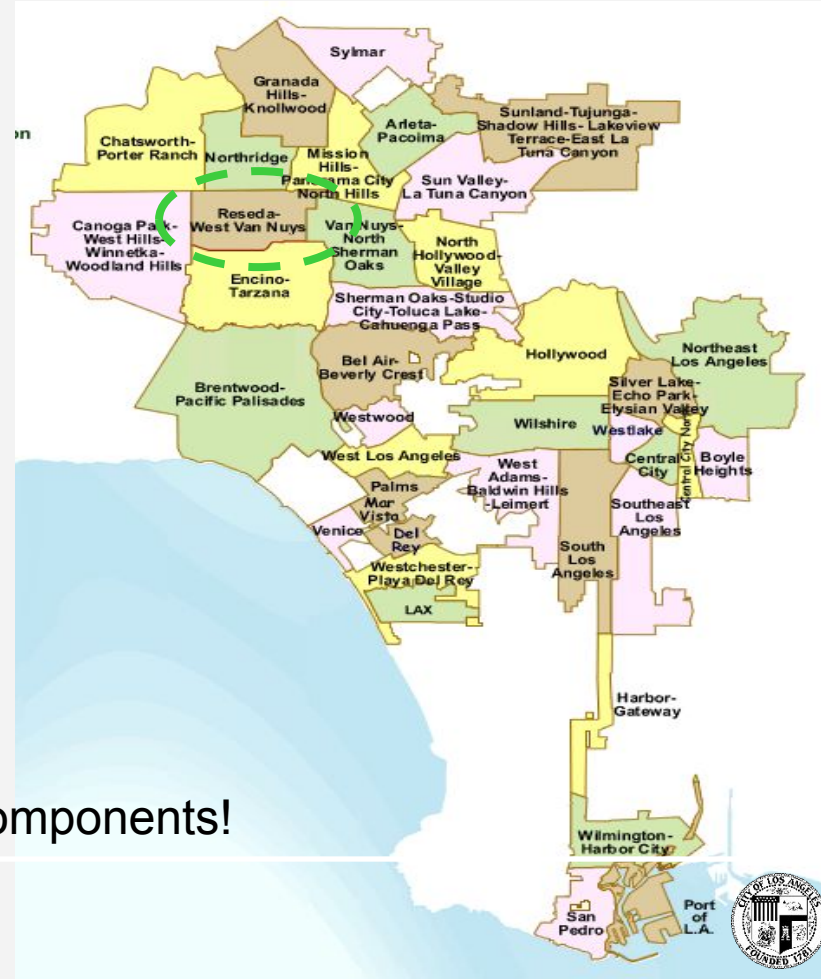 Sylmar
Granada
Hills-
Knollwood
Sunland-Tujunga-
Shadow Hills- Lakeview
Terrace-East La
Tuna Canyon
Arleta-
Pacoima
on
Chatsworth-
Porter Ranch
Northridge
Mission
Hills-
Panorama City
North Hills
Sun Valley-
La Tuna Canyon
Canoga Park-
West Hills-
Winnetka-
Woodland Hills
Reseda-
West Van Nuys
Van Nuys-
North
Sherman
Oaks
North
Hollywood-
Valley
Village
Encino-
Tarzana
Sherman Oaks-Studio
City-Toluca Lake-
Cahuenga Pass
Hollywood
Northeast
Los Angeles
Bel Air-
Beverly Crest
Brentwood-
Pacific Palisades
Silver Lake-
Echo Park-
Elysian Valley
Westwood
Wilshire
Westlake
West Los Angeles
Central
City
Boyle
Heights
West
Adams-
Baldwin Hills
-Leimert
Palms
Mar
Vista
Venice
Del
Rey
Southeast
Los
Angeles
South
Los
Angeles
Westchester-
Playa Del Rey
LAX
Harbor-
Gateway
omponents!
Wilmington-
Harbor City
San
Pedro
Port
of
L.A.
CITY OF LOS ANGELES
FOUNDED 1781